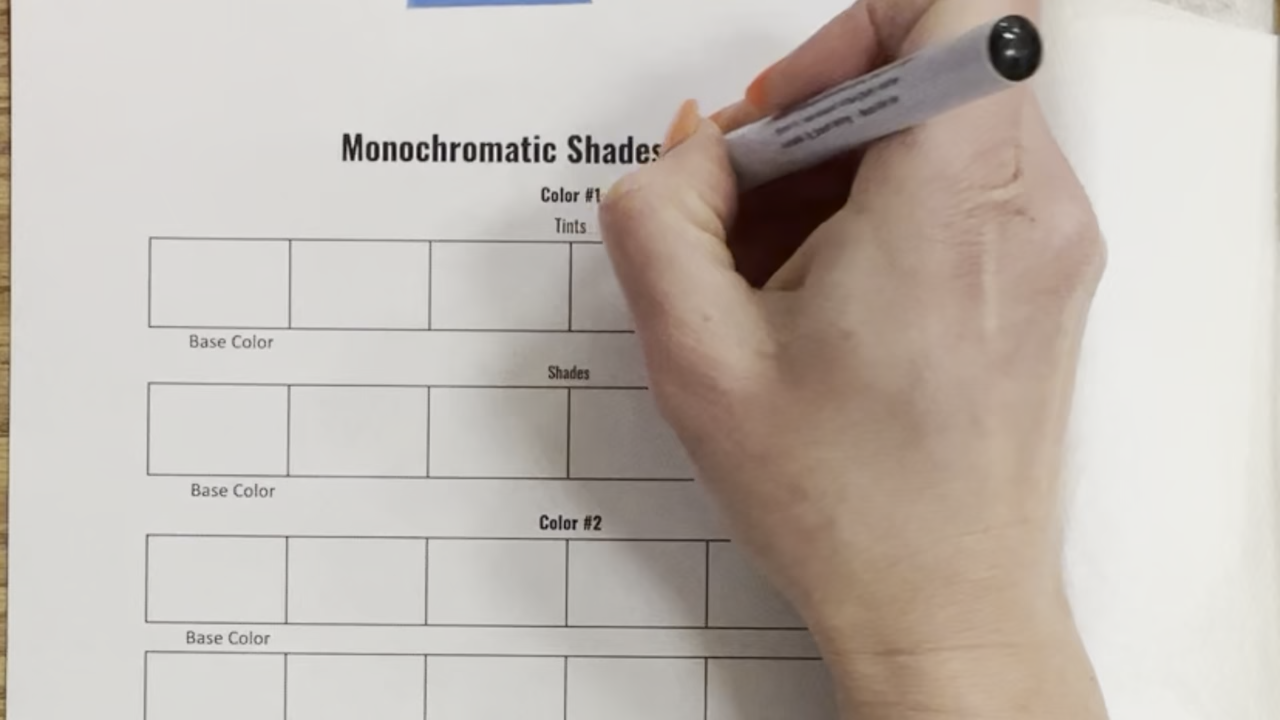 Monochromatic Shades
Color #1
Tints
Base Color
Shades
Base Color
Color #2
Base Color